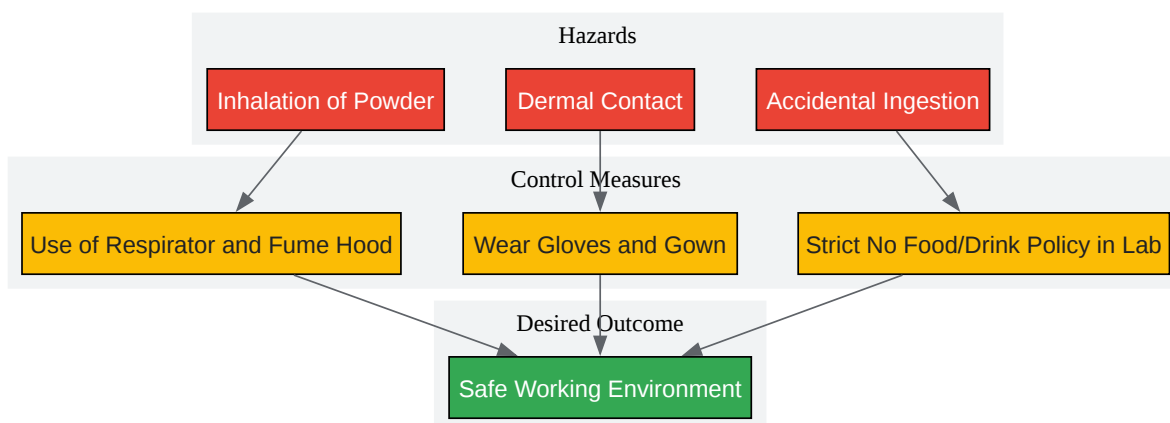 Hazards
Inhalation of Powder
Dermal Contact
Accidental Ingestion
Control Measures
Use of Respirator and Fume Hood
Wear Gloves and Gown
Strict No Food/Drink Policy in Lab
Desired Outcome
Safe Working Environment